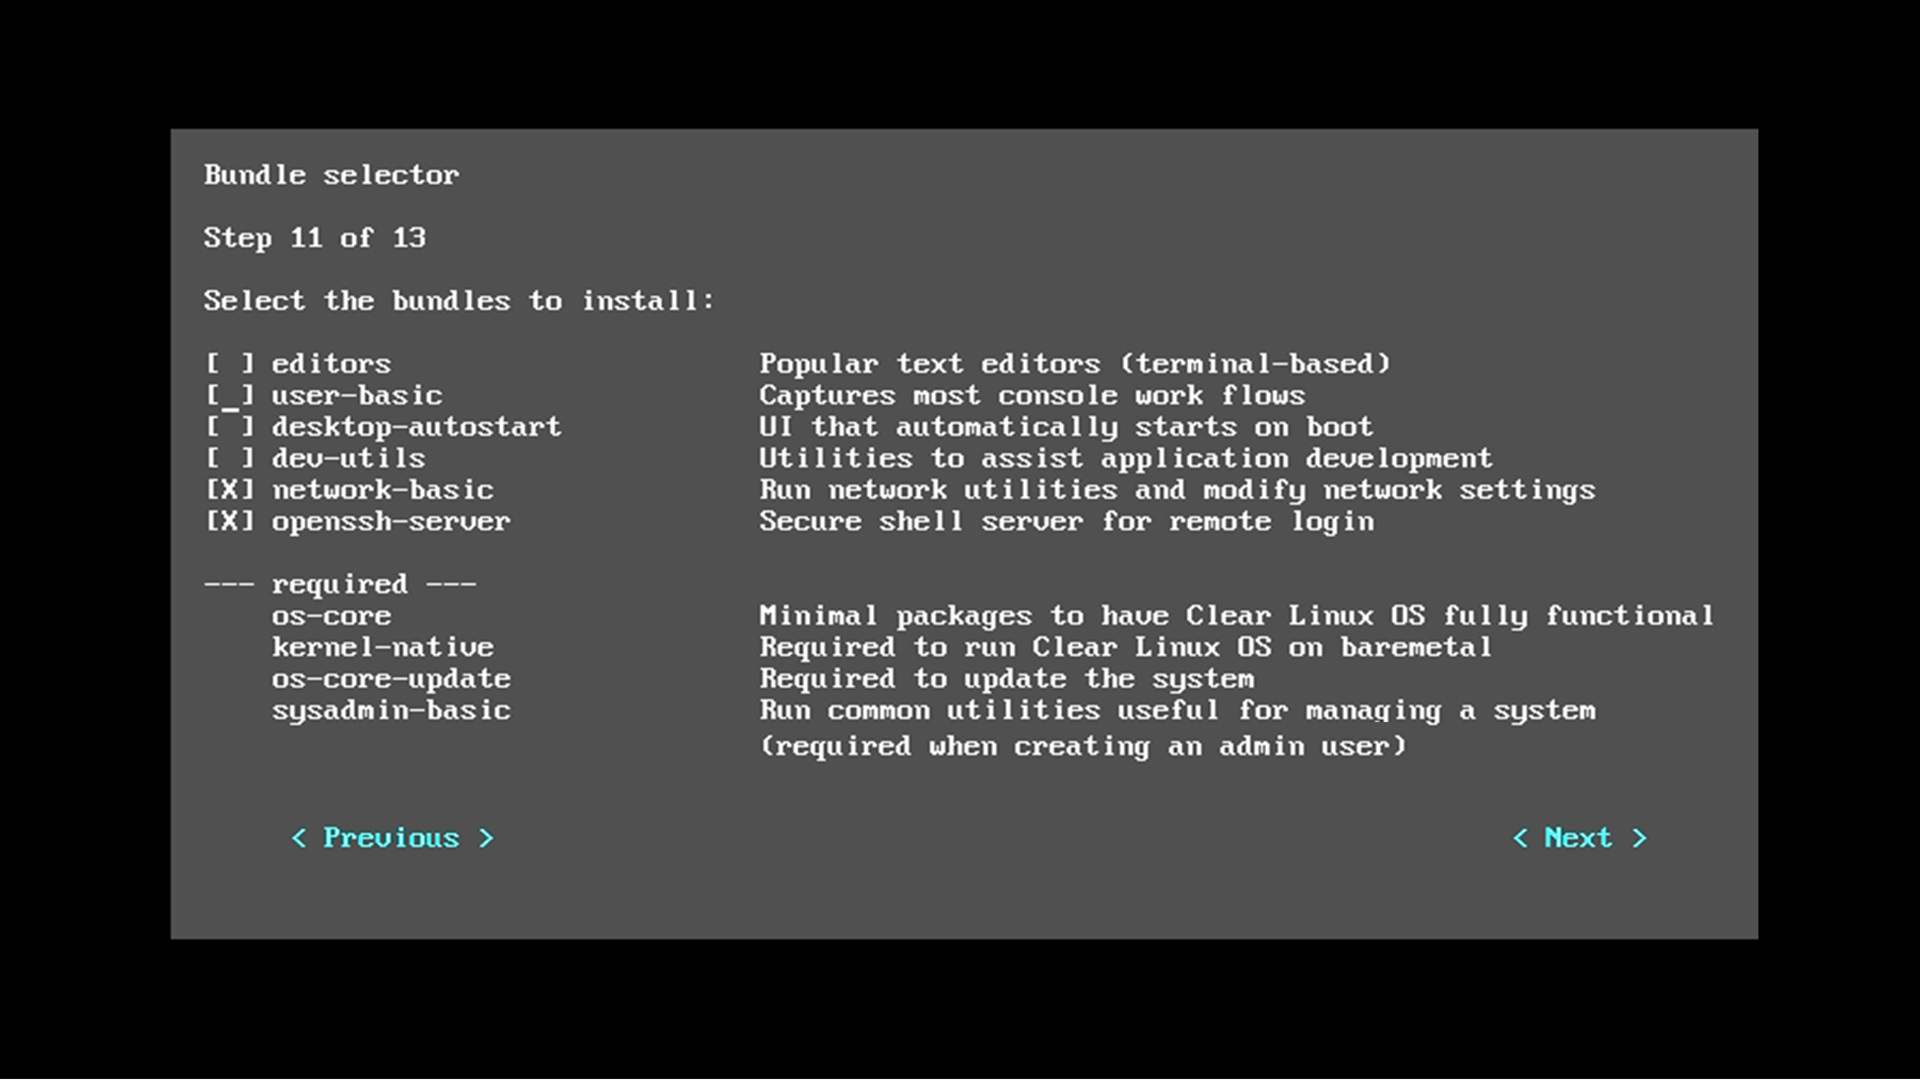 Bundle selector
Step 11 of 13
Select the bundles to install:
[ ] editors Popular text editors (terminal-based)
[_] user-basic Captures most console work flows
[ ] desktop-autostart UI that automatically starts on boot
[ ] dev-utils Utilities to assist application development
[X] network-basic Run network utilities and modify network settings
[X] openssh-server Secure shell server for remote login
--- required ---
os-core Minimal packages to have Clear Linux OS fully functional
kernel-native Required to run Clear Linux OS on baremetal
os-core-update Required to update the system
sysadmin-basic Run common utilities useful for managing a system
(required when creating an admin user)
< Previous > < Next >